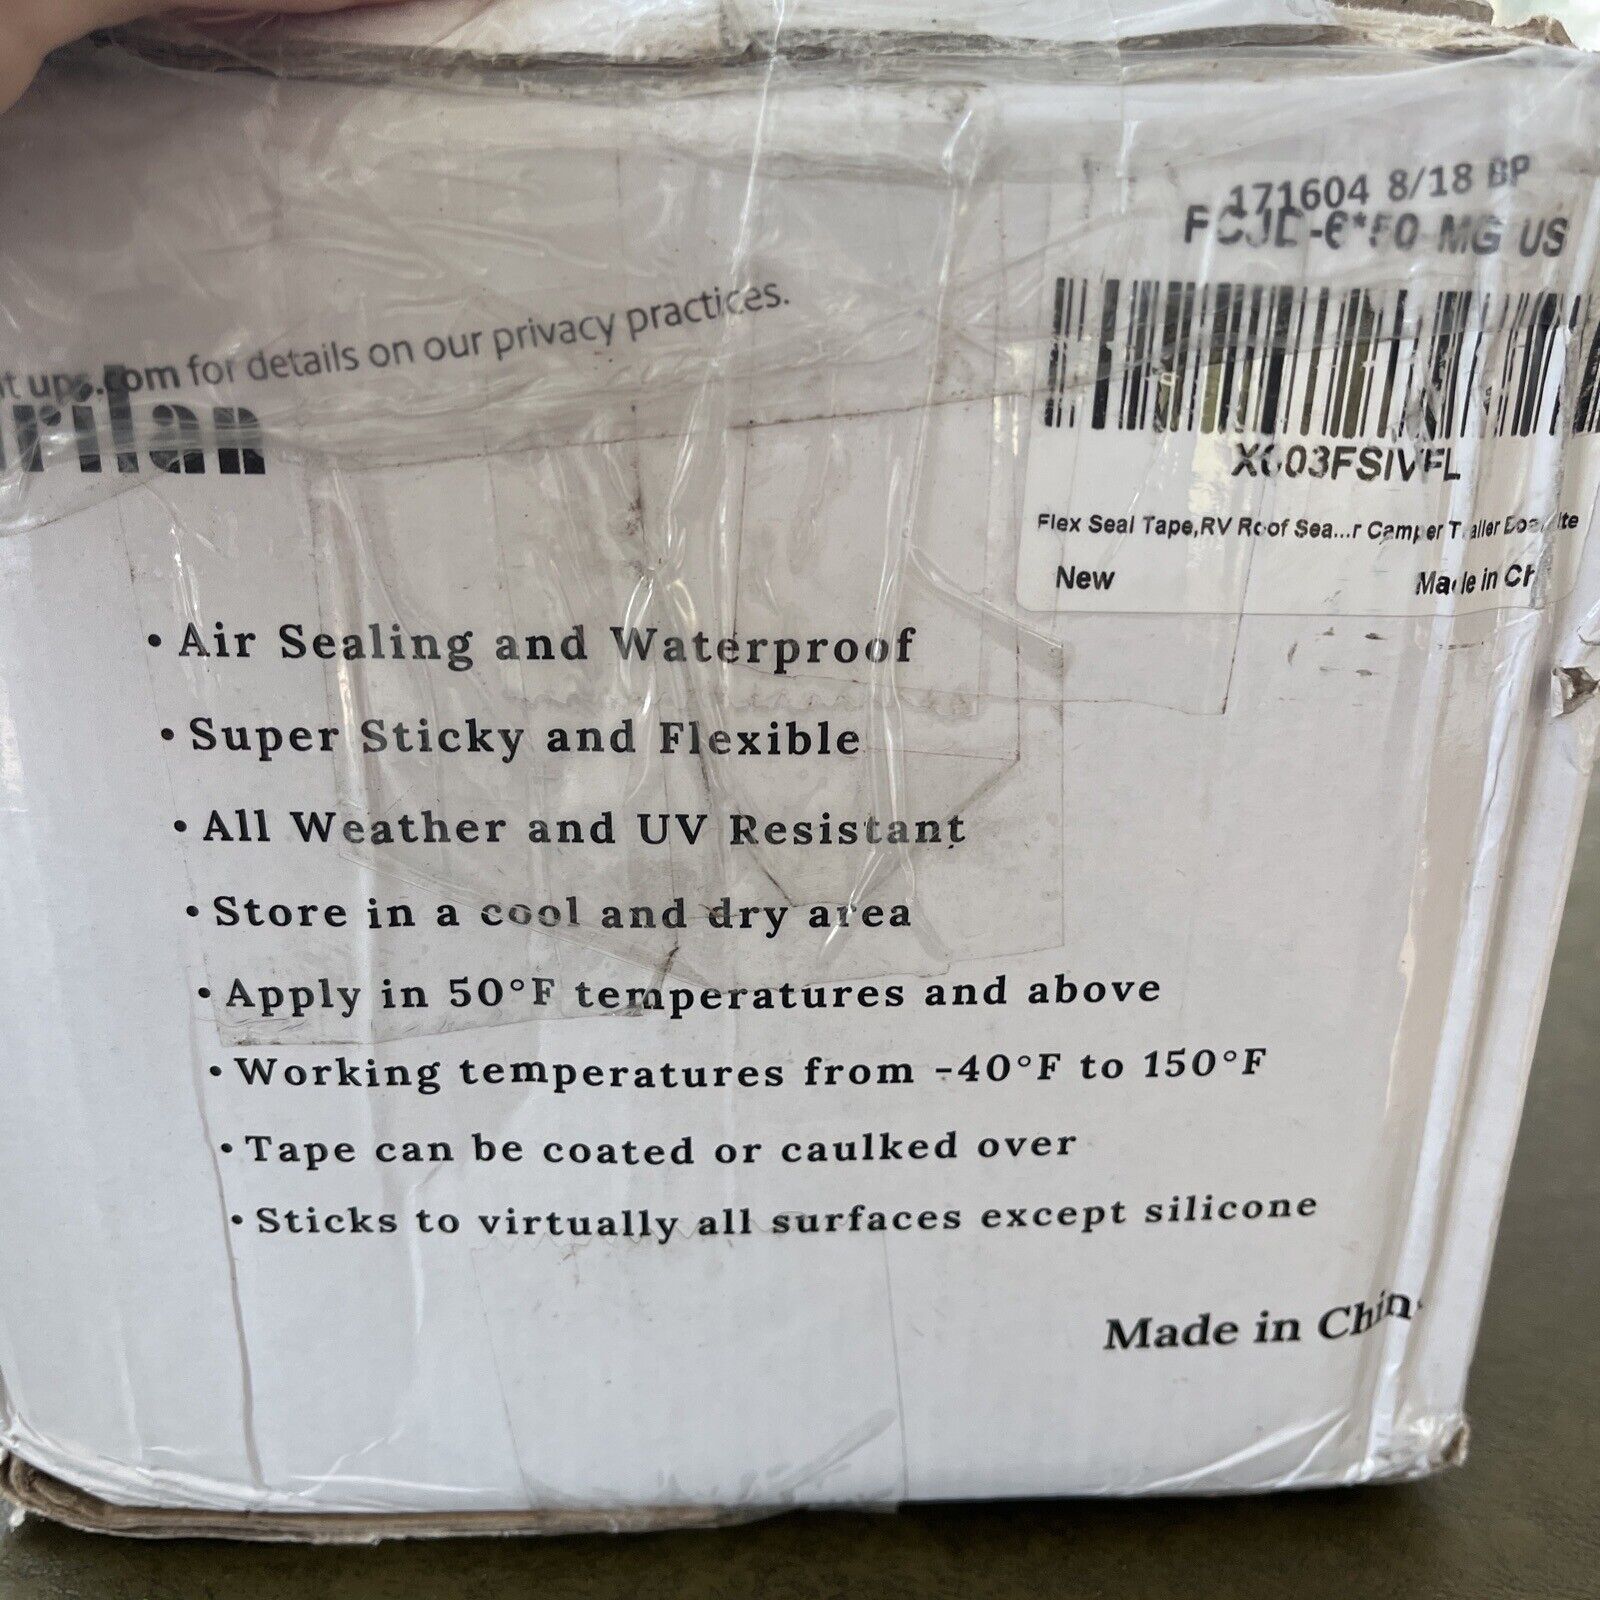 171604 8/18 BP
US
ups.com for details on our privacy practices.
X003FSIVFL
Flex Seal Tape,RV Roof Sea...r Camper Trailer
New
Made in
• Air Sealing and Waterproof
• Super Sticky and Flexible
• All Weather and UV Resistant
• Store in a cool and dry area
• Apply in 50°F temperatures and above
• Working temperatures from -40°F to 150°F
• Tape can be coated or caulked over
• Sticks to virtually all surfaces except silicone
Made in Chin